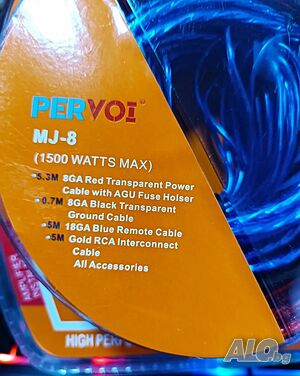 PERVOI
MJ-8
(1500 WATTS MAX)
5.3M 8GA Red Transparent Power
Cable with AGU Fuse Holser
0.7M 8GA Black Transparent
Ground Cable
5M 18GA Blue Remote Cable
5M Gold RCA Interconnect
Cable
All Accessories
HIGH PERF
ALO.bg